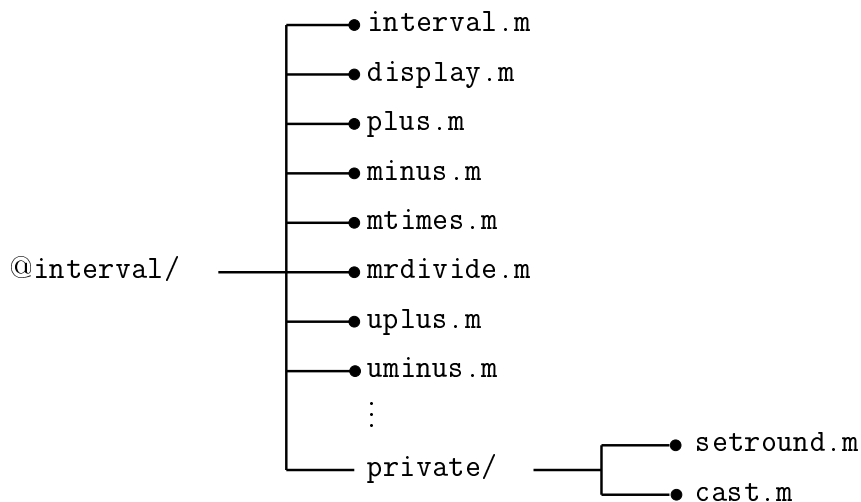 interval.m
display.m
plus.m
minus.m
mtimes.m
@interval/ mrdivide.m
uplus.m
uminus.m
⋮
private/ setround.m
cast.m